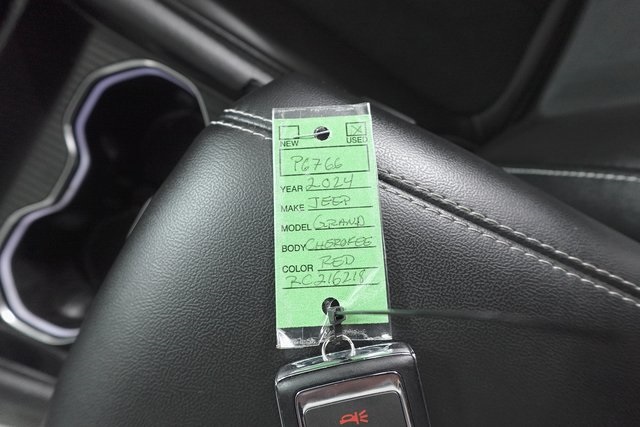 NEW USED
P6766
YEAR 2024
MAKE JEEP
MODEL GRAND
BODY CHEROKEE
COLOR RED
RC216218